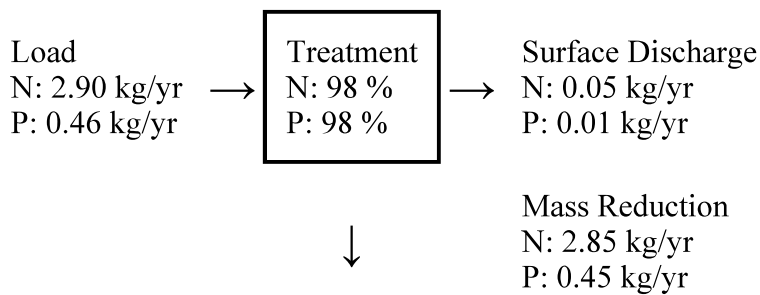 Load
N: 2.90 kg/yr
P: 0.46 kg/yr
Treatment
N: 98 %
P: 98 %
Surface Discharge
N: 0.05 kg/yr
P: 0.01 kg/yr
Mass Reduction
N: 2.85 kg/yr
P: 0.45 kg/yr